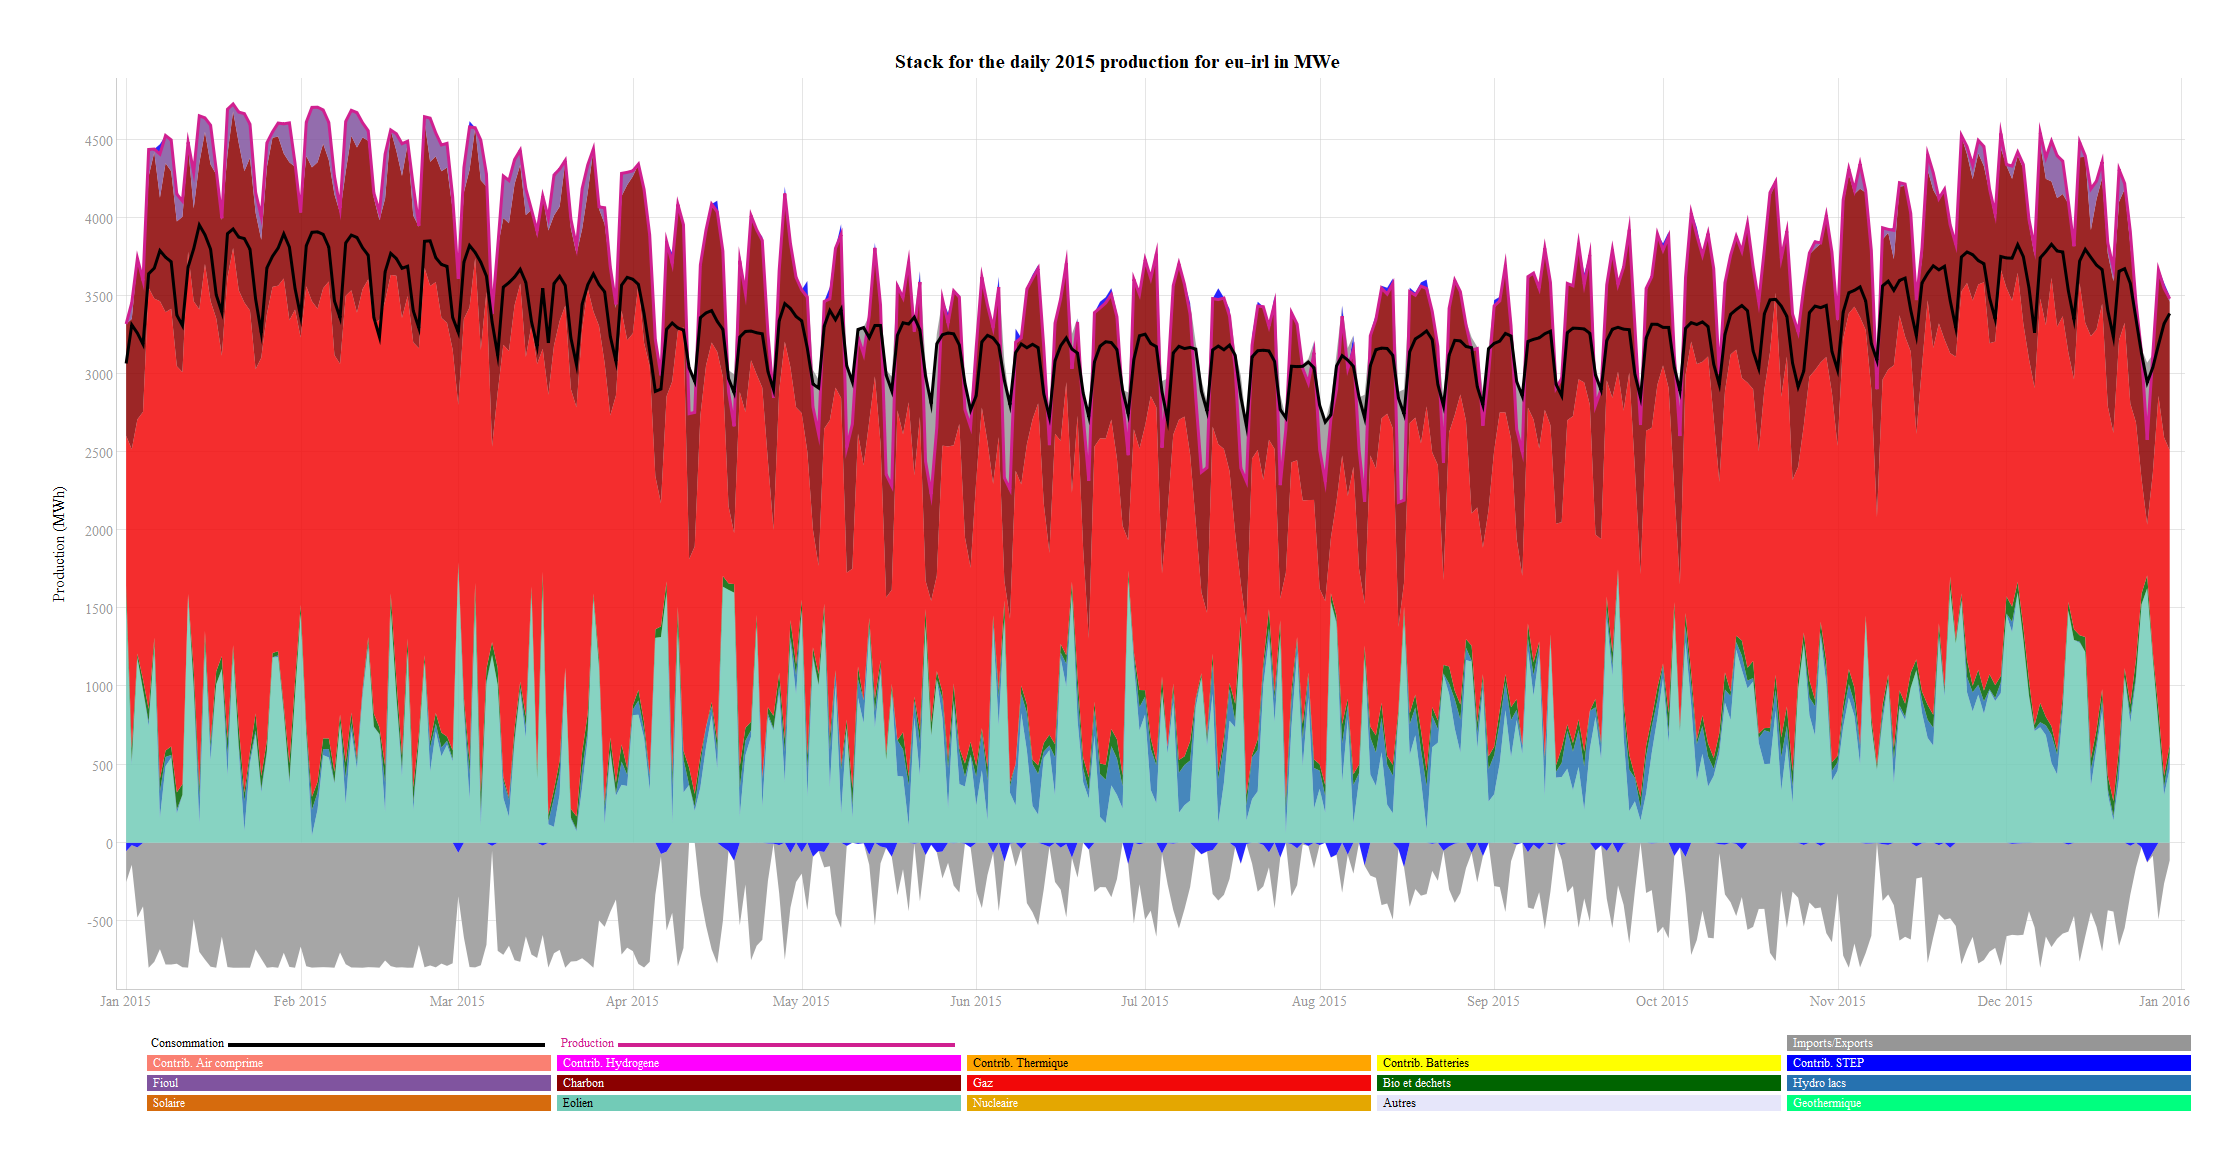 Stack for the daily 2015 production for eu-irl in MWe
Production (MWh)
4500
4000
3500
3000
2500
2000
1500
1000
500
0
-500
Jan 2015 Feb 2015 Mar 2015 Apr 2015 May 2015 Jun 2015 Jul 2015 Aug 2015 Sep 2015 Oct 2015 Nov 2015 Dec 2015 Jan 2016
Consommation Production Imports/Exports
Contrib. Air comprime Contrib. Hydrogene Contrib. Thermique Contrib. Batteries Contrib. STEP
Fioul Charbon Gaz Bio et dechets Hydro lacs
Solaire Eolien Nucleaire Autres Geothermique